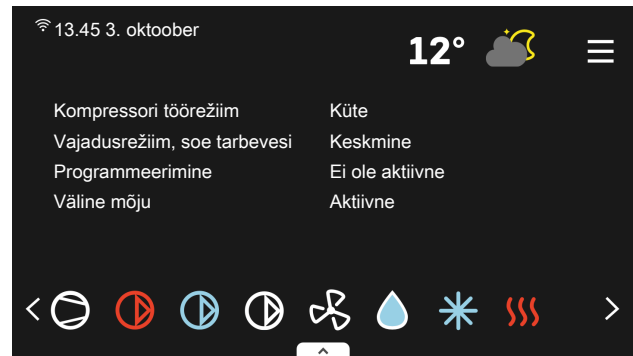 13.45 3. oktoober
12°
Kompressori töörežiim Küte
Vajadusrežiim, soe tarbevesi Keskmine
Programmeerimine Ei ole aktiivne
Väline mõju Aktiivne